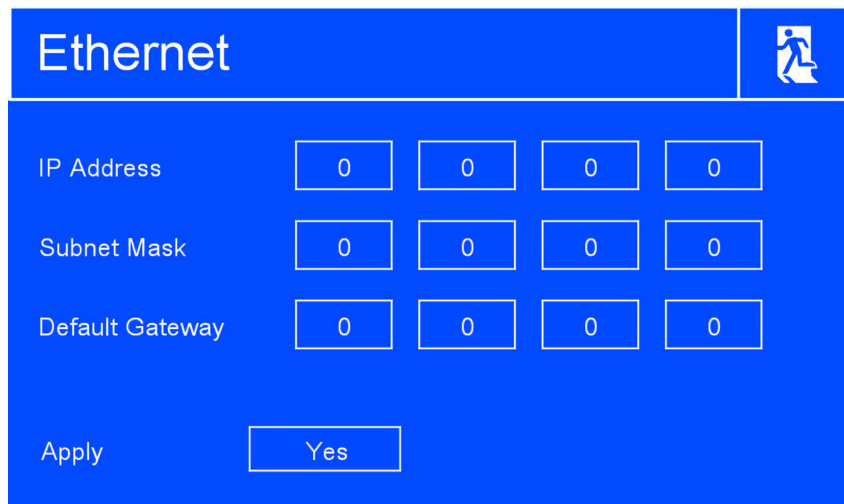 Ethernet
IP Address 0 0 0 0
Subnet Mask 0 0 0 0
Default Gateway 0 0 0 0
Apply Yes